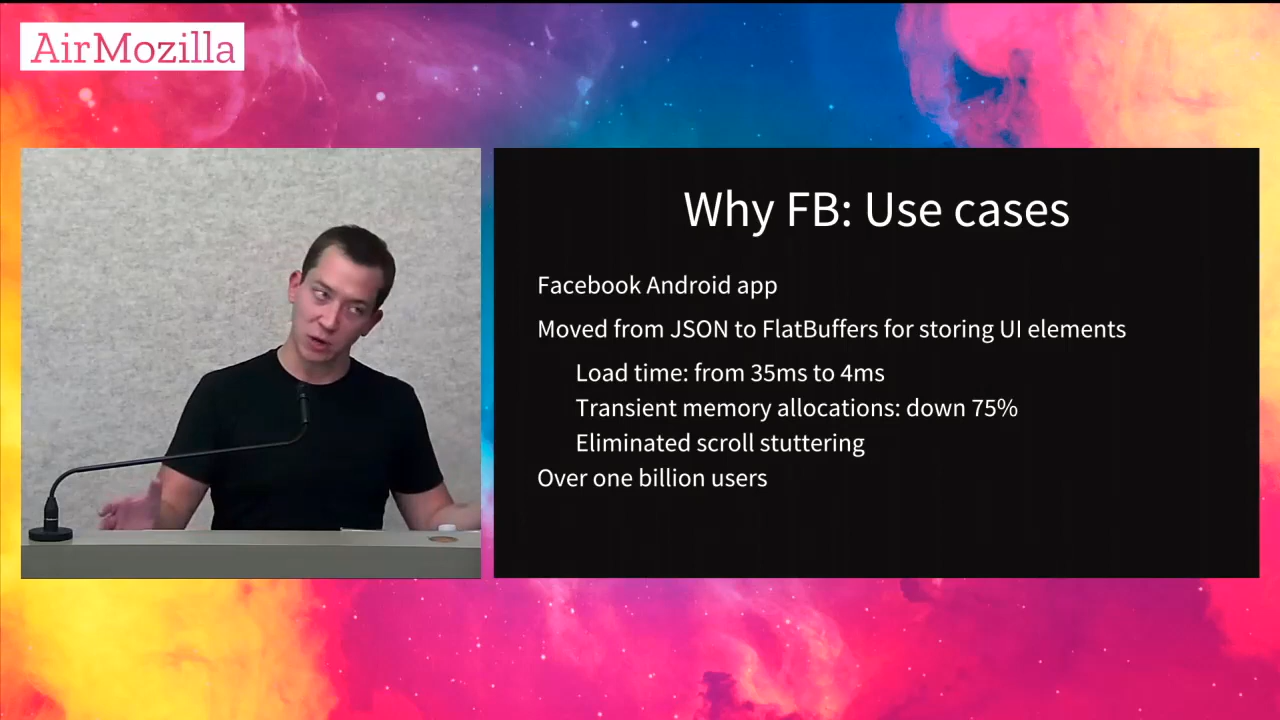 AirMozilla
Why FB: Use cases
Facebook Android app
Moved from JSON to FlatBuffers for storing UI elements
Load time: from 35ms to 4ms
Transient memory allocations: down 75%
Eliminated scroll stuttering
Over one billion users